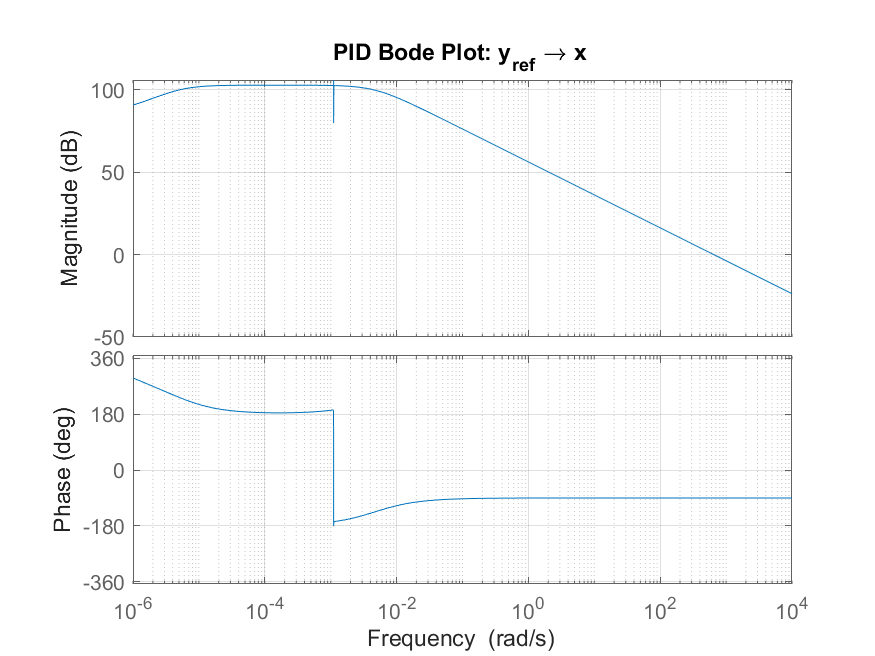 PID Bode Plot: y_ref → x
Magnitude (dB)
100
50
0
-50
Phase (deg)
360
180
0
-180
-360
10^-6 10^-4 10^-2 10^0 10^2 10^4
Frequency (rad/s)